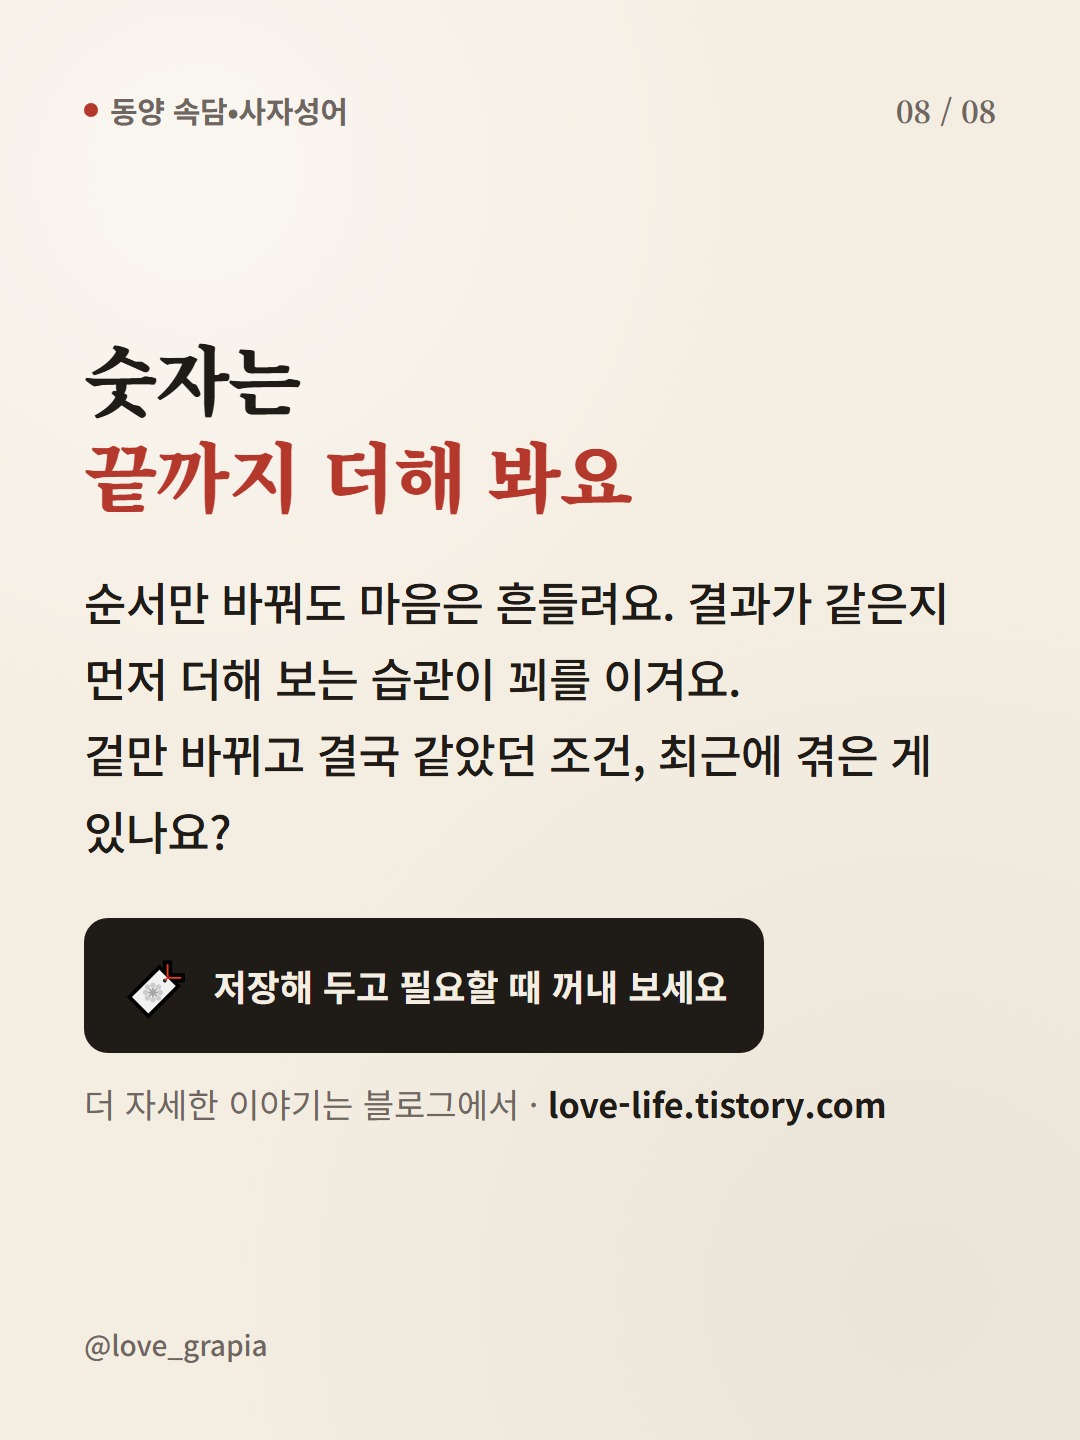 동양 속담•사자성어
08 / 08
숫자는
끝까지 더해 봐요
순서만 바꿔도 마음은 흔들려요. 결과가 같은지
먼저 더해 보는 습관이 꾀를 이겨요.
겉만 바뀌고 결국 같았던 조건, 최근에 겪은 게
있나요?
저장해 두고 필요할 때 꺼내 보세요
더 자세한 이야기는 블로그에서 · love-life.tistory.com
@love_grapia